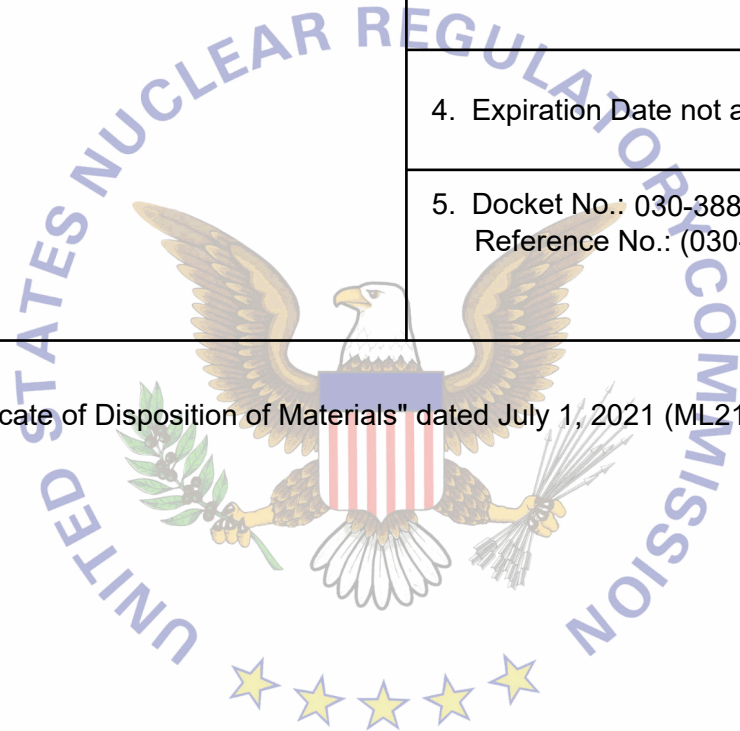 UNITED STATES NUCLEAR REGULATORY COMMISSION
4. Expiration Date not a
5. Docket No.: 030-388
Reference No.: (030-
cate of Disposition of Materials" dated July 1, 2021 (ML21